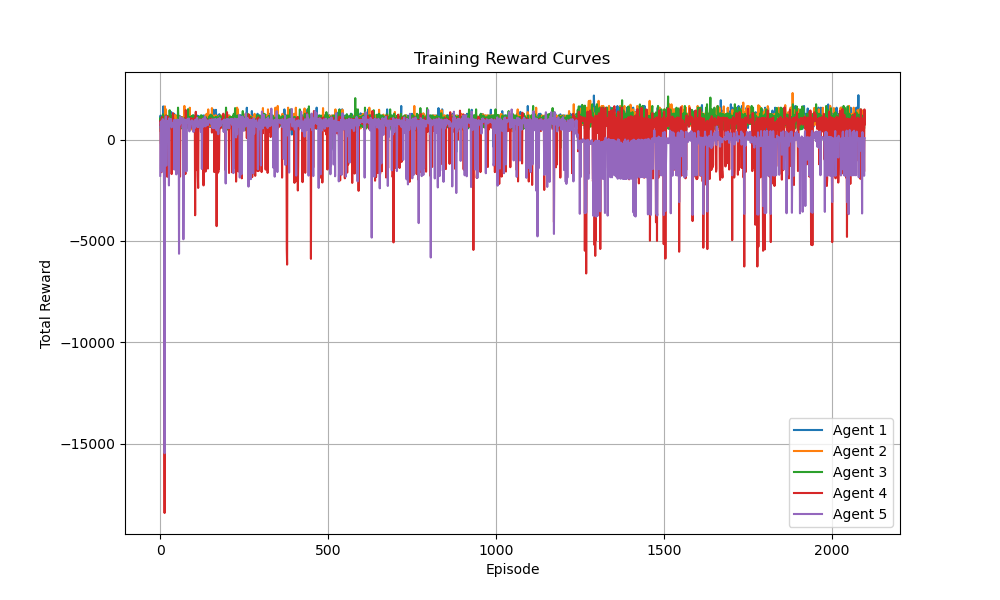 Training Reward Curves
Total Reward
0
−5000
−10000
−15000
0
500
1000
1500
2000
Episode
Agent 1
Agent 2
Agent 3
Agent 4
Agent 5